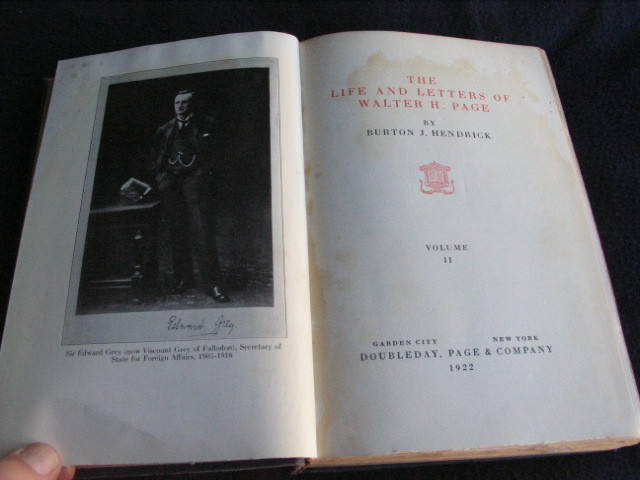 Edward Grey.
Sir Edward Grey (now Viscount Grey of Fallodon), Secretary of
State for Foreign Affairs, 1905-1916
THE
LIFE AND LETTERS OF
WALTER H. PAGE
BY
BURTON J. HENDRICK
VOLUME
II
GARDEN CITY NEW YORK
DOUBLEDAY, PAGE & COMPANY
1922